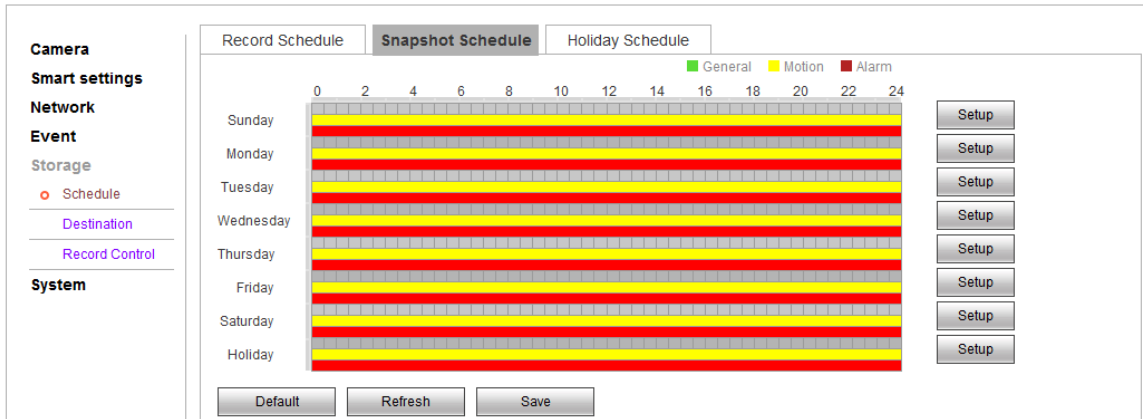 Camera
Smart settings
Network
Event
Storage
Schedule
Destination
Record Control
System
Record Schedule Snapshot Schedule Holiday Schedule
General Motion Alarm
0 2 4 6 8 10 12 14 16 18 20 22 24
Sunday Setup
Monday Setup
Tuesday Setup
Wednesday Setup
Thursday Setup
Friday Setup
Saturday Setup
Holiday Setup
Default Refresh Save